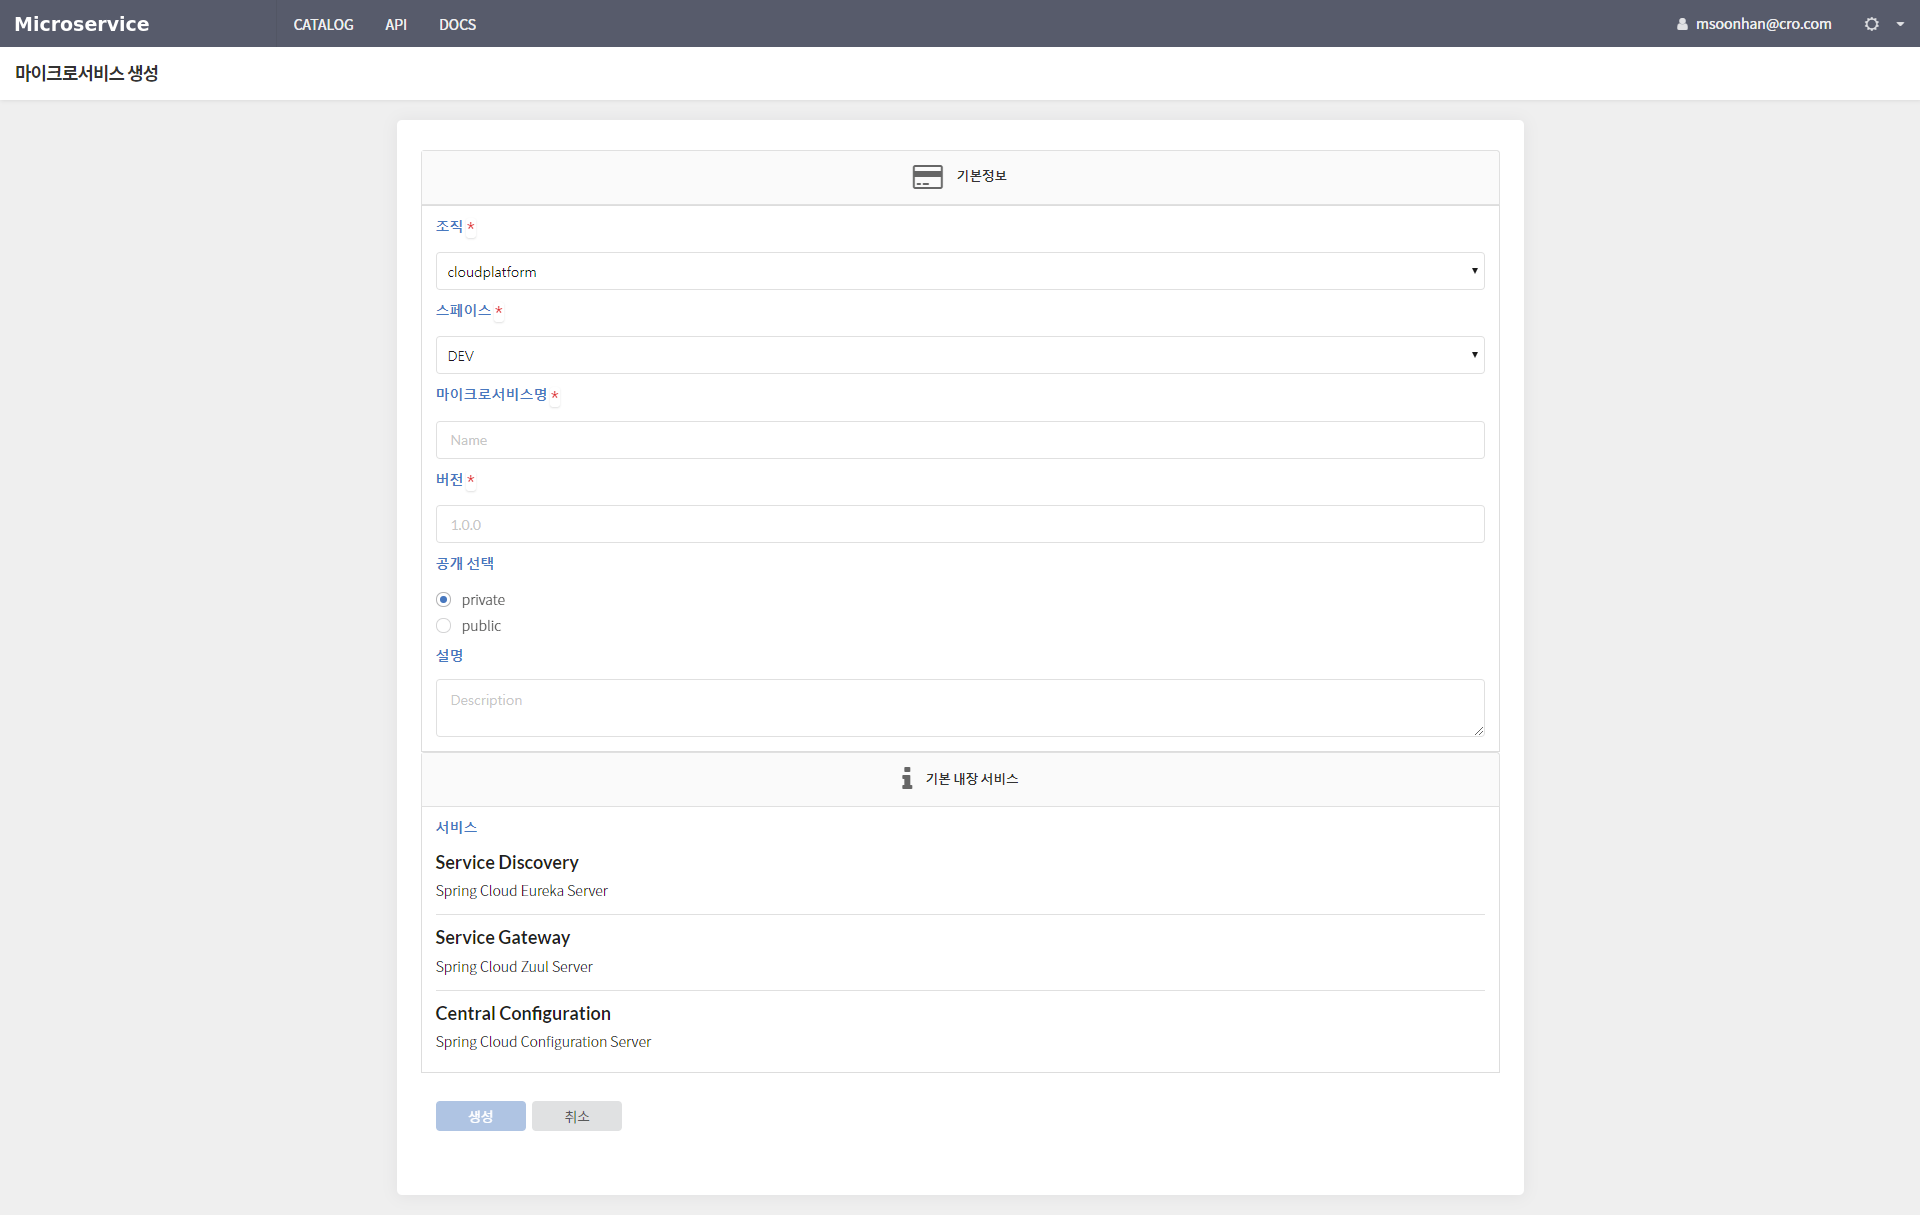 Microservice CATALOG API DOCS msoonhan@cro.com
마이크로서비스 생성
기본정보
조직 *
cloudplatform
스페이스 *
DEV
마이크로서비스명 *
Name
버전 *
1.0.0
공개 선택
private
public
설명
Description
기본 내장 서비스
서비스
Service Discovery
Spring Cloud Eureka Server
Service Gateway
Spring Cloud Zuul Server
Central Configuration
Spring Cloud Configuration Server
생성 취소